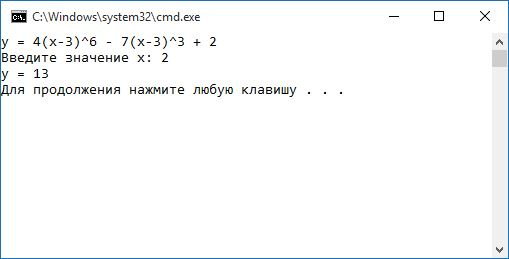 C:\Windows\system32\cmd.exe
y = 4(x-3)^6 - 7(x-3)^3 + 2
Введите значение x: 2
y = 13
Для продолжения нажмите любую клавишу . . .